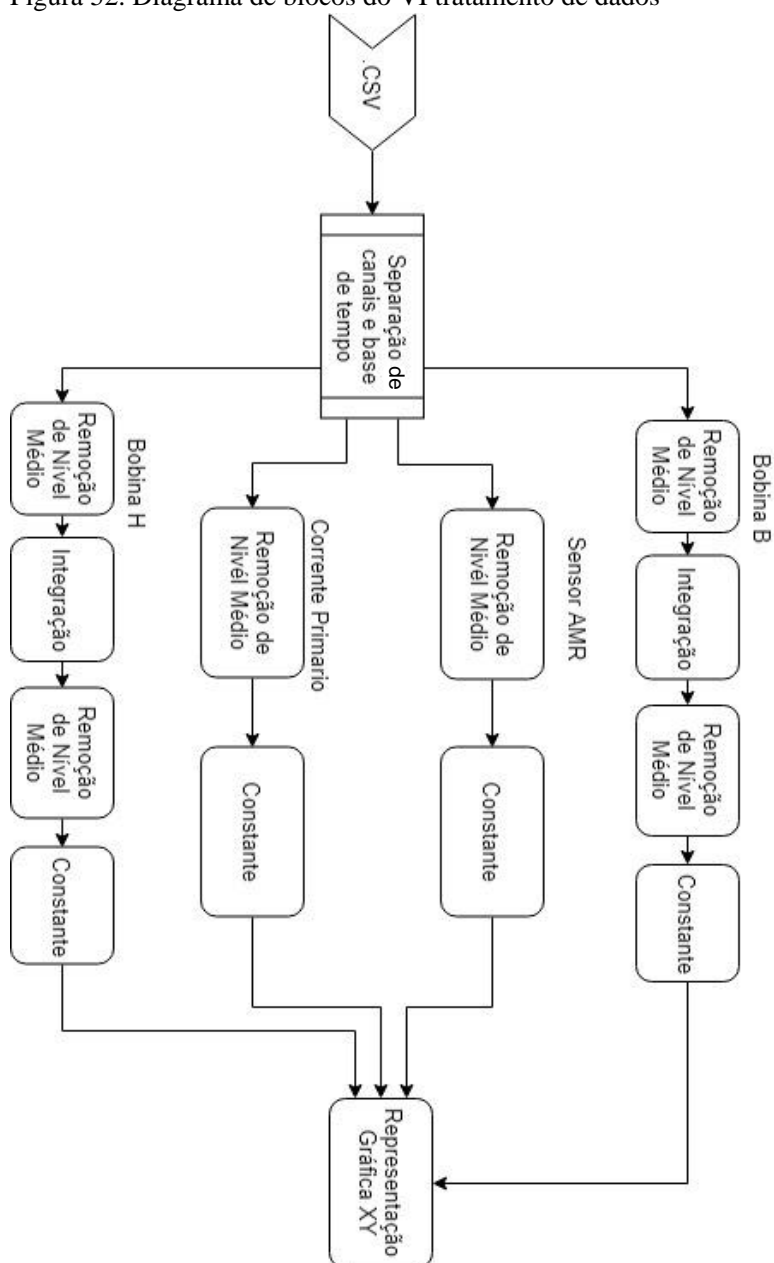 Figura 32: Diagrama de blocos do VI tratamento de dados
.CSV
Separação de
canais e base
de tempo
Bobina B
Remoção
de Nível
Médio
Integração
Remoção
de Nível
Médio
Constante
Sensor AMR
Remoção de
Nivél Médio
Constante
Corrente Primario
Remoção de
Nivél Médio
Constante
Bobina H
Remoção
de Nível
Médio
Integração
Remoção
de Nível
Médio
Constante
Representação
Gráfica XY